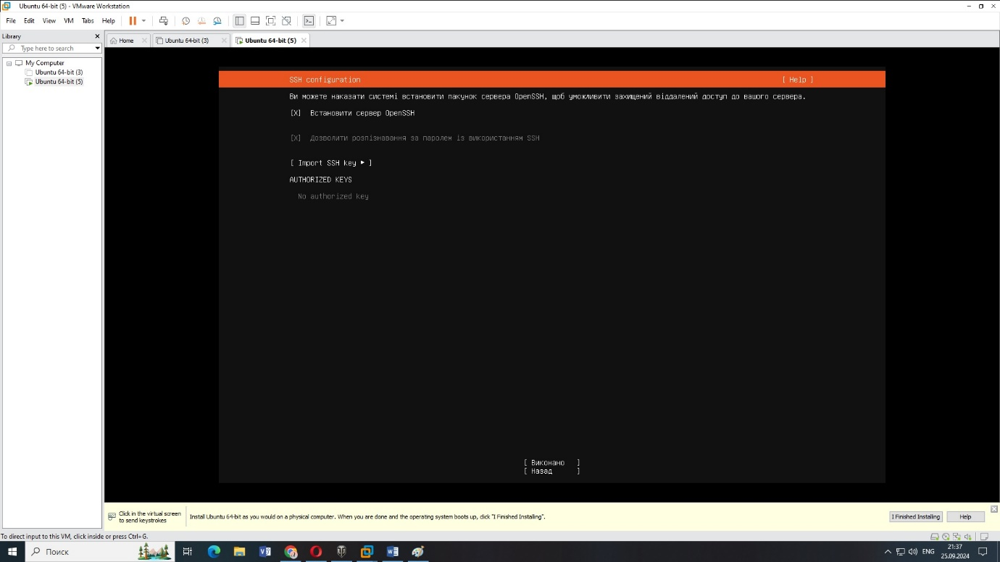 Ubuntu 64-bit (5) - VMware Workstation
File Edit View VM Tabs Help
Library
Type here to search
My Computer
Ubuntu 64-bit (3)
Ubuntu 64-bit (5)
Home Ubuntu 64-bit (3) Ubuntu 64-bit (5)
SSH configuration [ Help ]
Ви можете наказати системі встановити пакунок сервера OpenSSH, щоб уможливити захищений віддалений доступ до вашого сервера.
[X] Встановити сервер OpenSSH
[X] Дозволити розпізнавання за паролем із використанням SSH
[ Import SSH key ▸ ]
AUTHORIZED KEYS
No authorized key
[ Виконано ]
[ Назад ]
Click in the virtual screen
to send keystrokes
Install Ubuntu 64-bit as you would on a physical computer. When you are done and the operating system boots up, click "I Finished Installing".
I Finished Installing Help
To direct input to this VM, click inside or press Ctrl+G.
Поиск
ENG
21:37
25.09.2024